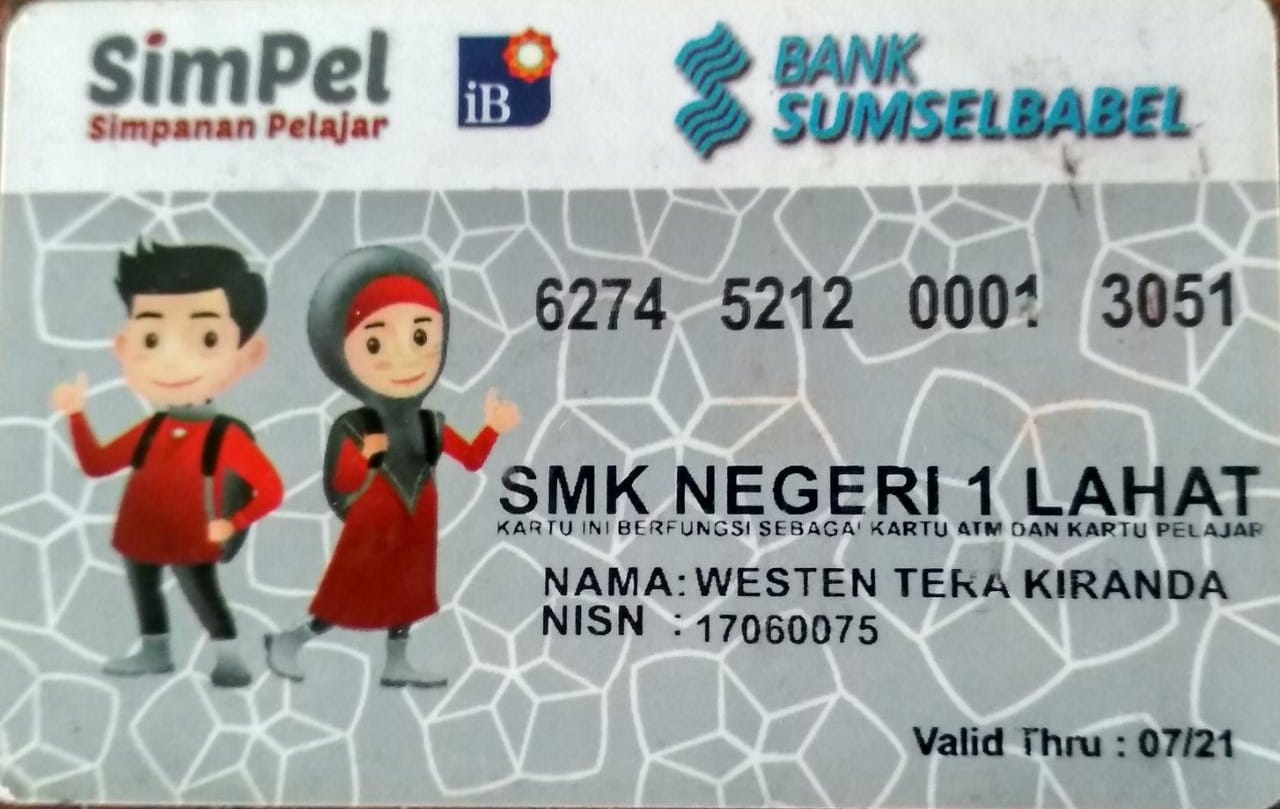 SimPel
Simpanan Pelajar
iB
BANK
SUMSELBABEL
6274 5212 0001 3051
SMK NEGERI 1 LAHAT
KARTU INI BERFUNGSI SEBAGAI KARTU ATM DAN KARTU PELAJAR
NAMA: WESTEN TERA KIRANDA
NISN : 17060075
Valid Thru : 07/21